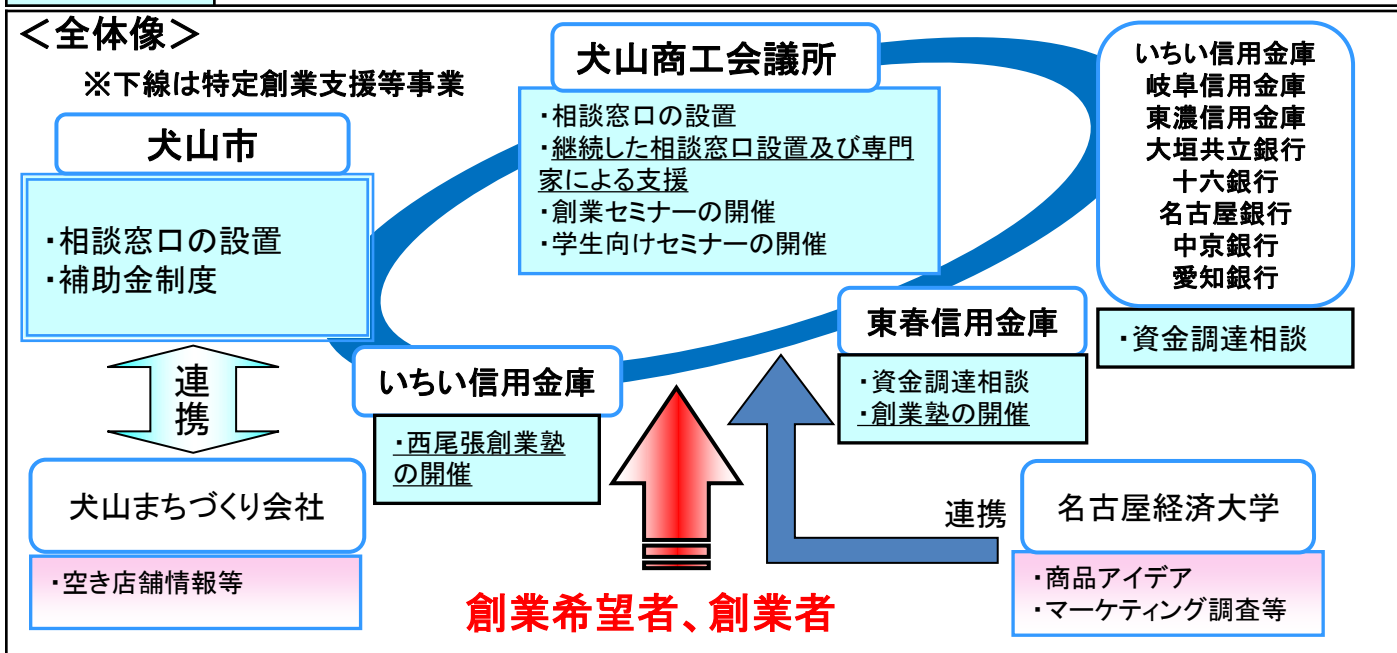 ＜全体像＞
※下線は特定創業支援等事業
犬山市
・相談窓口の設置
・補助金制度
連
携
犬山まちづくり会社
・空き店舗情報等
犬山商工会議所
・相談窓口の設置
・継続した相談窓口設置及び専門
家による支援
・創業セミナーの開催
・学生向けセミナーの開催
いちい信用金庫
・西尾張創業塾
の開催
東春信用金庫
・資金調達相談
・創業塾の開催
いちい信用金庫
岐阜信用金庫
東濃信用金庫
大垣共立銀行
十六銀行
名古屋銀行
中京銀行
愛知銀行
・資金調達相談
連携
名古屋経済大学
・商品アイデア
・マーケティング調査等
創業希望者、創業者